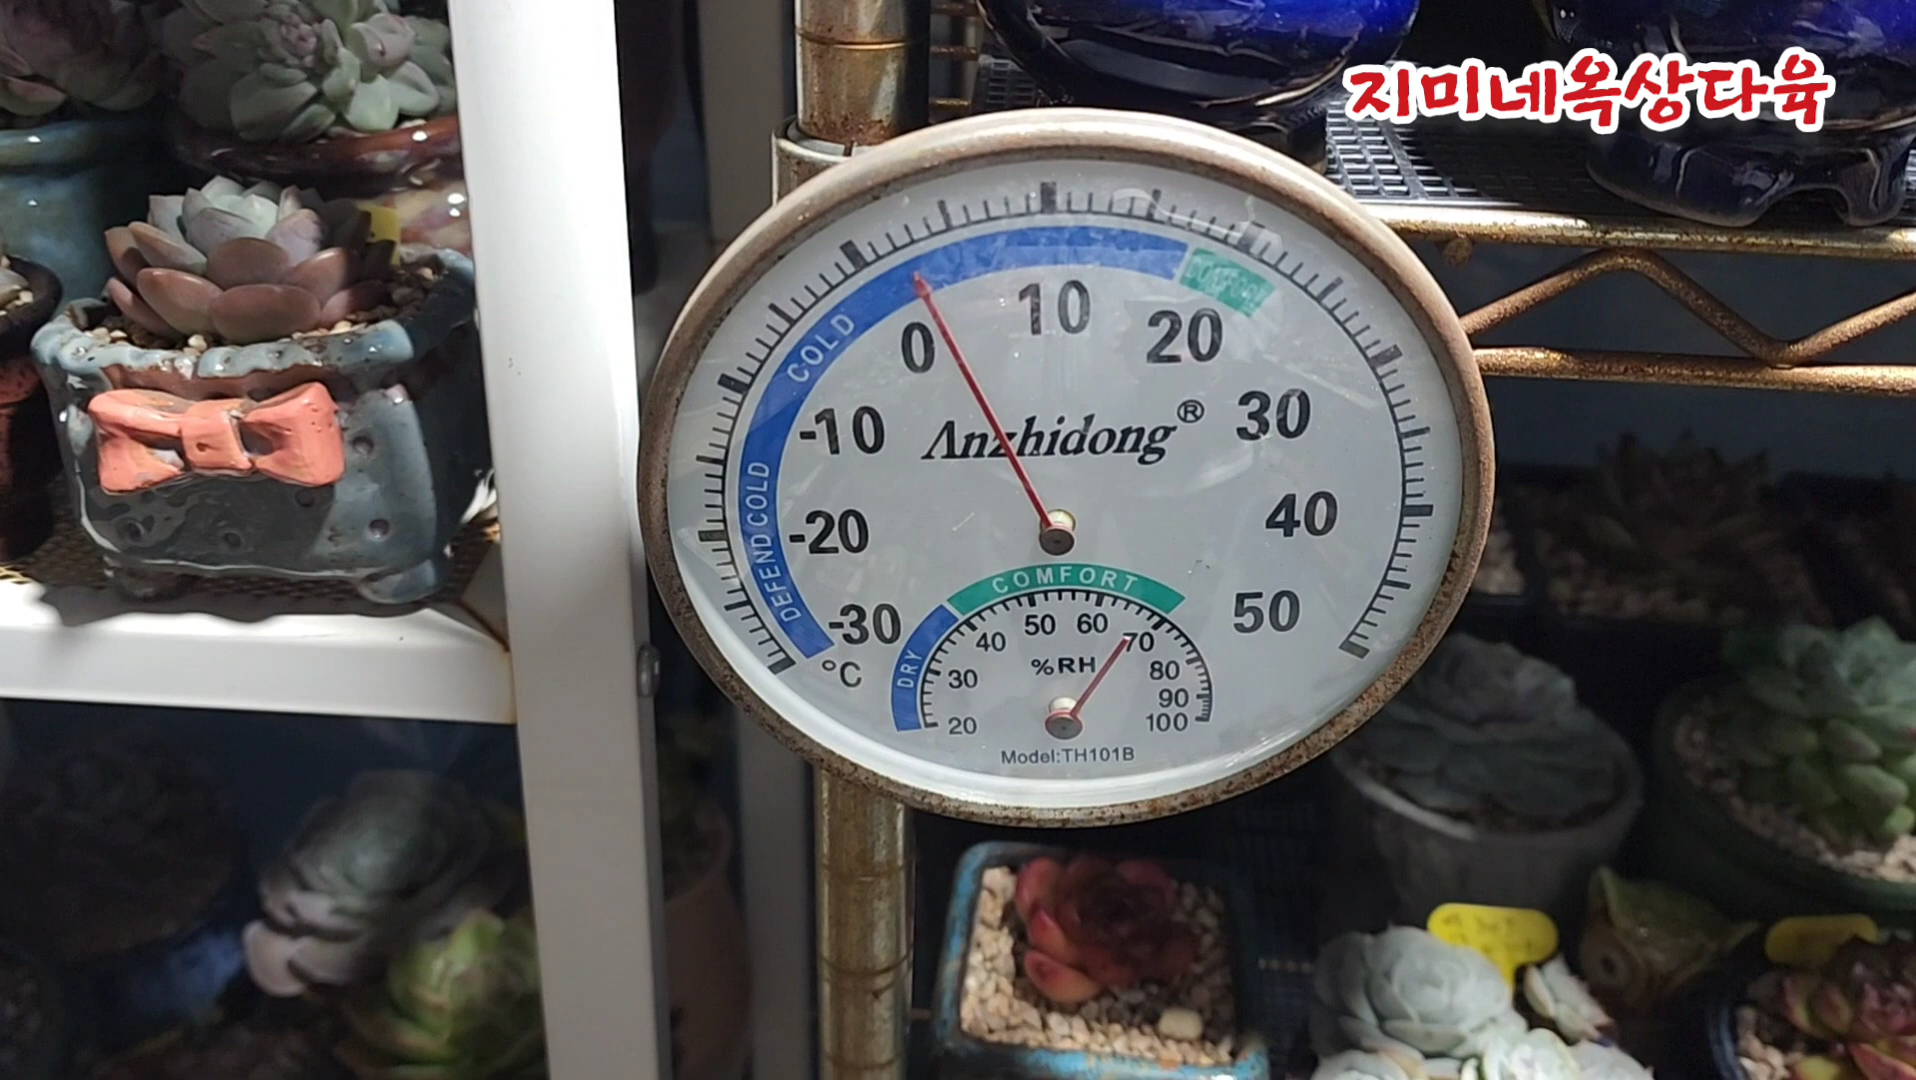 지미네옥상다육
COMFORT
COLD
0
10
20
-10
Anzhidong®
30
DEFEND COLD
-20
40
-30
50
°C
COMFORT
DRY
20
30
40
50
60
70
80
90
100
%RH
Model:TH101B